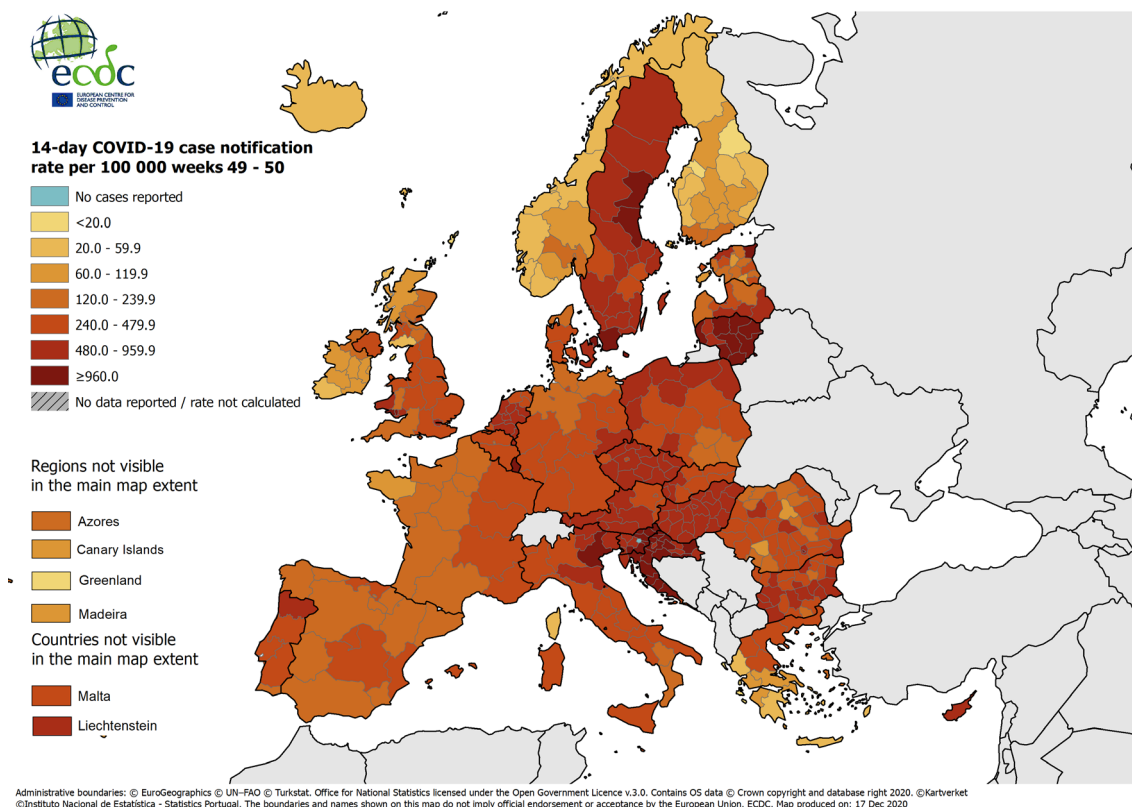 ecdc
EUROPEAN CENTRE FOR
DISEASE PREVENTION
AND CONTROL
14-day COVID-19 case notification
rate per 100 000 weeks 49 - 50
No cases reported
<20.0
20.0 - 59.9
60.0 - 119.9
120.0 - 239.9
240.0 - 479.9
480.0 - 959.9
≥960.0
No data reported / rate not calculated
Regions not visible
in the main map extent
Azores
Canary Islands
Greenland
Madeira
Countries not visible
in the main map extent
Malta
Liechtenstein
Administrative boundaries: © EuroGeographics © UN–FAO © Turkstat. Office for National Statistics licensed under the Open Government Licence v.3.0. Contains OS data © Crown copyright and database right 2020. ©Kartverket
©Instituto Nacional de Estatística - Statistics Portugal. The boundaries and names shown on this map do not imply official endorsement or acceptance by the European Union. ECDC. Map produced on: 17 Dec 2020